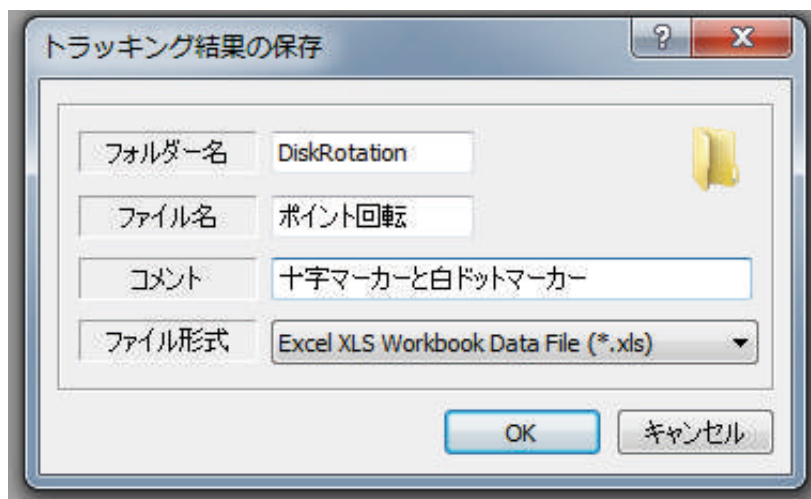 トラッキング結果の保存
フォルダー名 DiskRotation
ファイル名 ポイント回転
コメント 十字マーカーと白ドットマーカー
ファイル形式 Excel XLS Workbook Data File (*.xls)
OK キャンセル